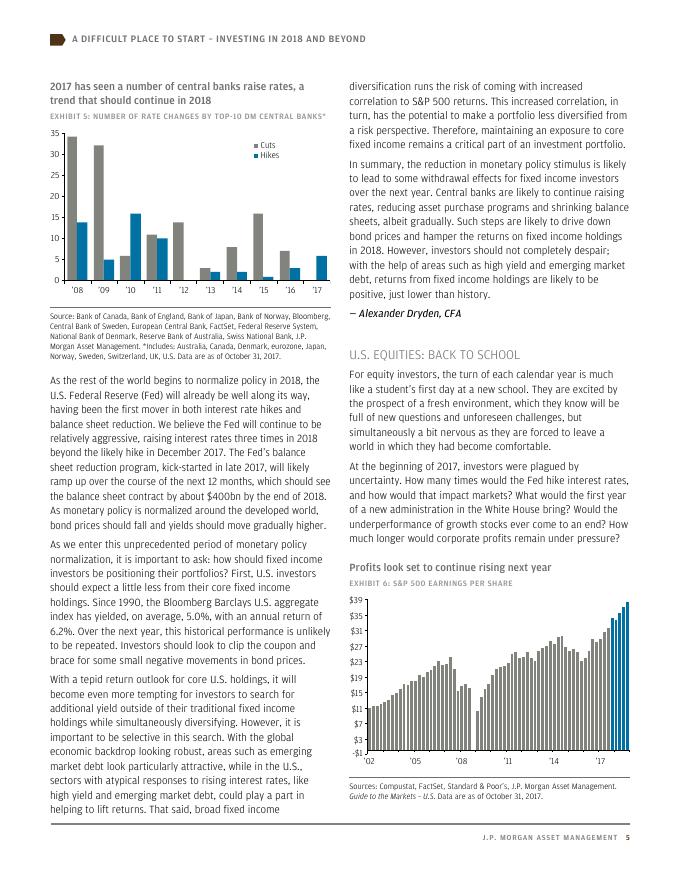 A DIFFICULT PLACE TO START – INVESTING IN 2018 AND BEYOND
2017 has seen a number of central banks raise rates, a
trend that should continue in 2018
EXHIBIT 5: NUMBER OF RATE CHANGES BY TOP-10 DM CENTRAL BANKS*
35
30
25
20
15
10
5
0
Cuts
Hikes
'08 '09 '10 '11 '12 '13 '14 '15 '16 '17
Source: Bank of Canada, Bank of England, Bank of Japan, Bank of Norway, Bloomberg,
Central Bank of Sweden, European Central Bank, FactSet, Federal Reserve System,
National Bank of Denmark, Reserve Bank of Australia, Swiss National Bank, J.P.
Morgan Asset Management. *Includes: Australia, Canada, Denmark, eurozone, Japan,
Norway, Sweden, Switzerland, UK, U.S. Data are as of October 31, 2017.
As the rest of the world begins to normalize policy in 2018, the
U.S. Federal Reserve (Fed) will already be well along its way,
having been the first mover in both interest rate hikes and
balance sheet reduction. We believe the Fed will continue to be
relatively aggressive, raising interest rates three times in 2018
beyond the likely hike in December 2017. The Fed's balance
sheet reduction program, kick-started in late 2017, will likely
ramp up over the course of the next 12 months, which should see
the balance sheet contract by about $400bn by the end of 2018.
As monetary policy is normalized around the developed world,
bond prices should fall and yields should move gradually higher.
As we enter this unprecedented period of monetary policy
normalization, it is important to ask: how should fixed income
investors be positioning their portfolios? First, U.S. investors
should expect a little less from their core fixed income
holdings. Since 1990, the Bloomberg Barclays U.S. aggregate
index has yielded, on average, 5.0%, with an annual return of
6.2%. Over the next year, this historical performance is unlikely
to be repeated. Investors should look to clip the coupon and
brace for some small negative movements in bond prices.
With a tepid return outlook for core U.S. holdings, it will
become even more tempting for investors to search for
additional yield outside of their traditional fixed income
holdings while simultaneously diversifying. However, it is
important to be selective in this search. With the global
economic backdrop looking robust, areas such as emerging
market debt look particularly attractive, while in the U.S.,
sectors with atypical responses to rising interest rates, like
high yield and emerging market debt, could play a part in
helping to lift returns. That said, broad fixed income
diversification runs the risk of coming with increased
correlation to S&P 500 returns. This increased correlation, in
turn, has the potential to make a portfolio less diversified from
a risk perspective. Therefore, maintaining an exposure to core
fixed income remains a critical part of an investment portfolio.
In summary, the reduction in monetary policy stimulus is likely
to lead to some withdrawal effects for fixed income investors
over the next year. Central banks are likely to continue raising
rates, reducing asset purchase programs and shrinking balance
sheets, albeit gradually. Such steps are likely to drive down
bond prices and hamper the returns on fixed income holdings
in 2018. However, investors should not completely despair;
with the help of areas such as high yield and emerging market
debt, returns from fixed income holdings are likely to be
positive, just lower than history.
– Alexander Dryden, CFA
U.S. EQUITIES: BACK TO SCHOOL
For equity investors, the turn of each calendar year is much
like a student's first day at a new school. They are excited by
the prospect of a fresh environment, which they know will be
full of new questions and unforeseen challenges, but
simultaneously a bit nervous as they are forced to leave a
world in which they had become comfortable.
At the beginning of 2017, investors were plagued by
uncertainty. How many times would the Fed hike interest rates,
and how would that impact markets? What would the first year
of a new administration in the White House bring? Would the
underperformance of growth stocks ever come to an end? How
much longer would corporate profits remain under pressure?
Profits look set to continue rising next year
EXHIBIT 6: S&P 500 EARNINGS PER SHARE
$39
$35
$31
$27
$23
$19
$15
$11
$7
$3
-$1
'02 '05 '08 '11 '14 '17
Sources: Compustat, FactSet, Standard & Poor's, J.P. Morgan Asset Management.
Guide to the Markets – U.S. Data are as of October 31, 2017.
J.P. MORGAN ASSET MANAGEMENT 5